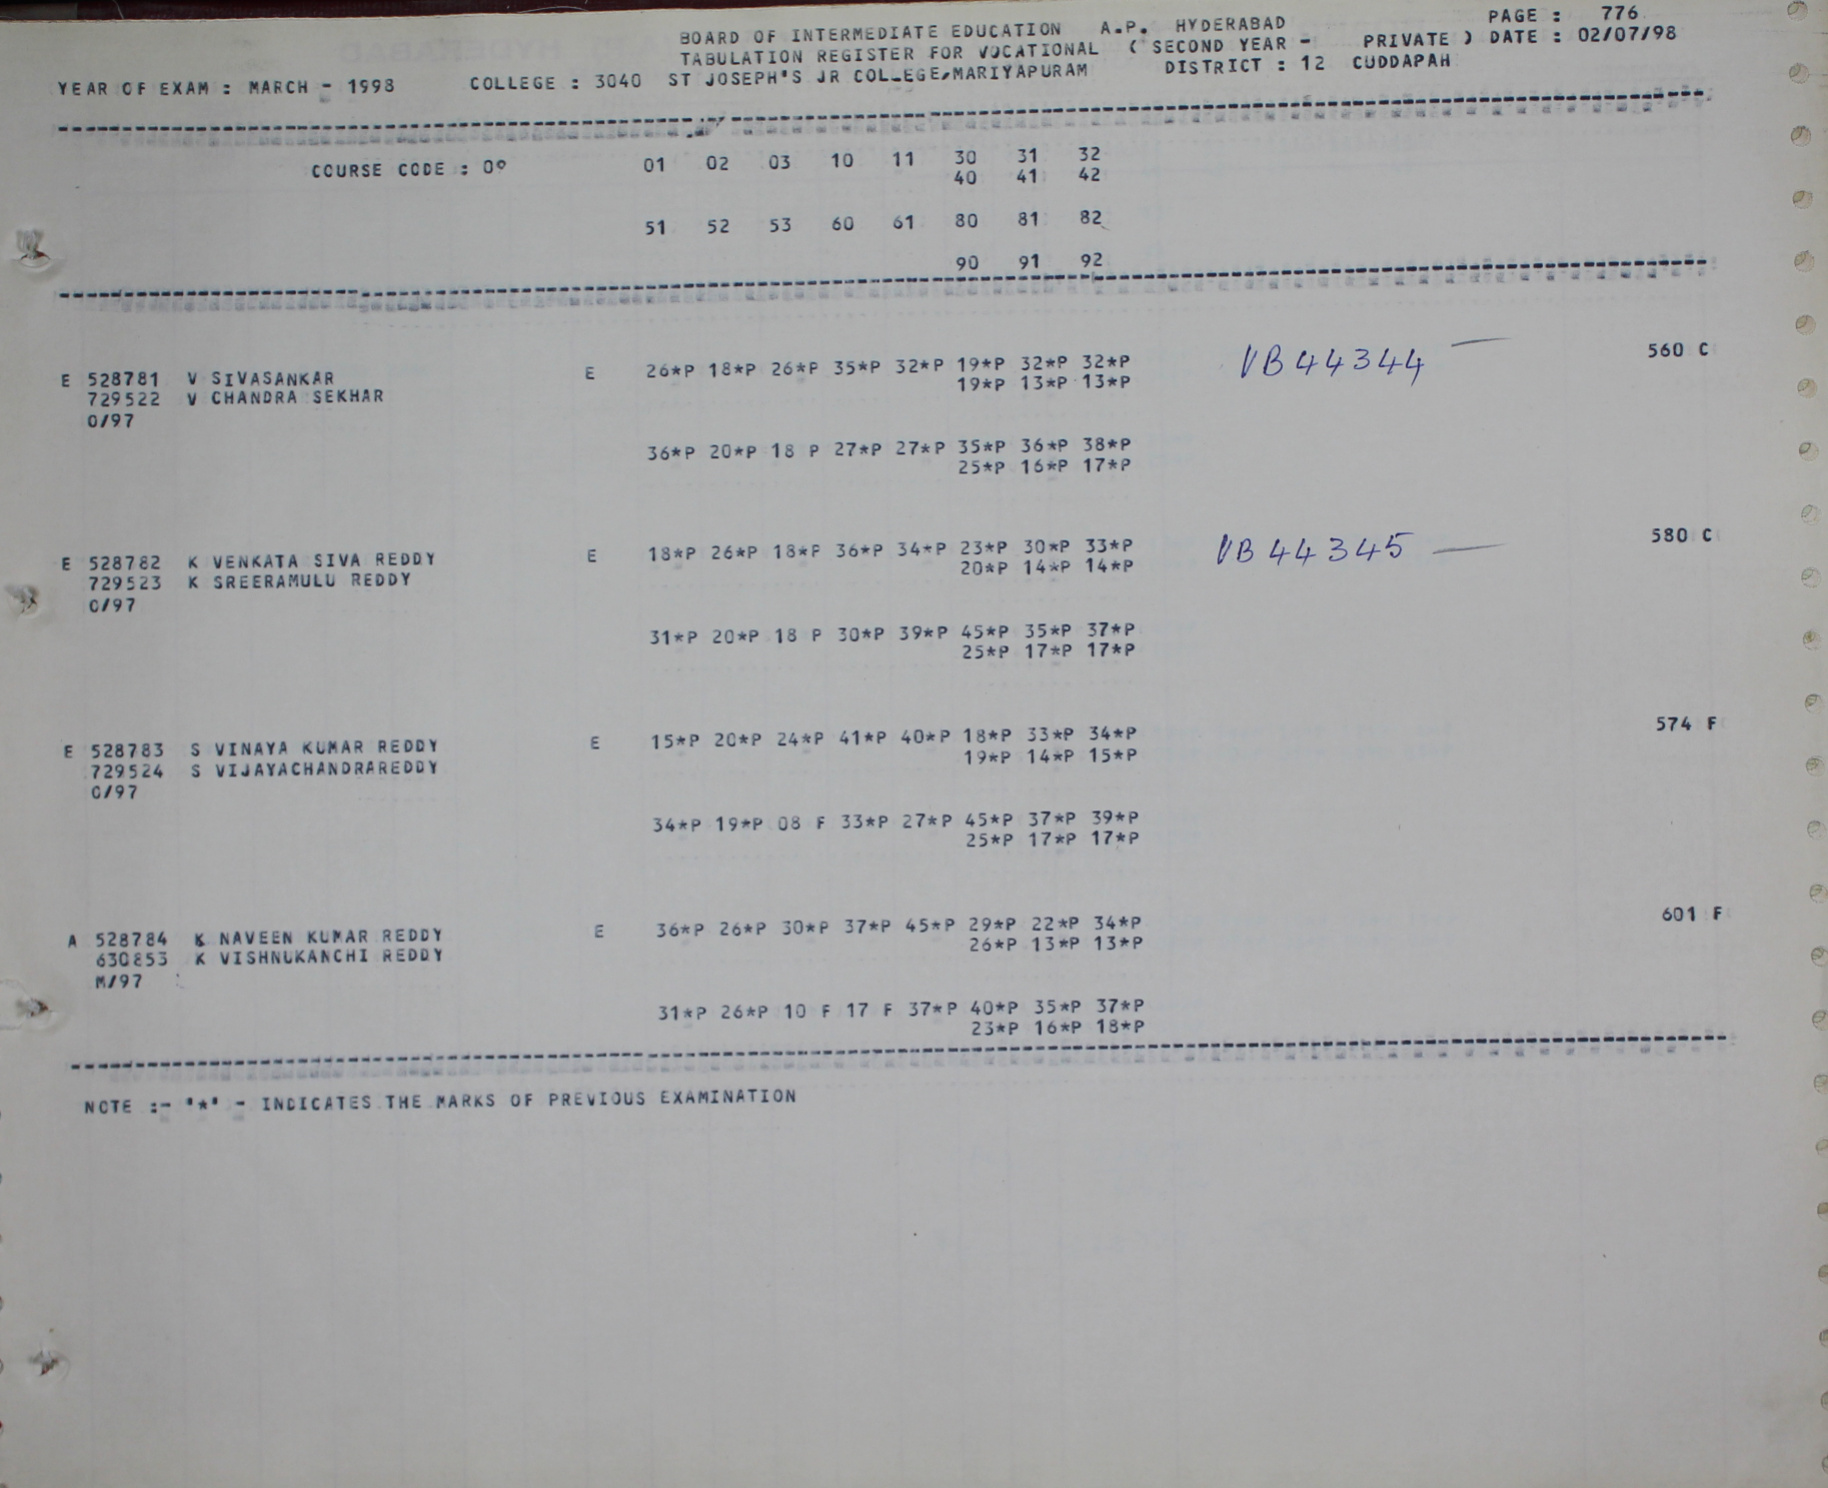 BOARD OF INTERMEDIATE EDUCATION A.P. HYDERABAD PAGE : 776
TABULATION REGISTER FOR VOCATIONAL ( SECOND YEAR - PRIVATE ) DATE : 02/07/98
YEAR OF EXAM : MARCH - 1998 COLLEGE : 3040 ST JOSEPH'S JR COLLEGE,MARIYAPURAM DISTRICT : 12 CUDDAPAH
COURSE CODE : 09 01 02 03 10 11 30 31 32
40 41 42
51 52 53 60 61 80 81 82
90 91 92
E 528781 V SIVASANKAR E 26*P 18*P 26*P 35*P 32*P 19*P 32*P 32*P VB44344 560 C
729522 V CHANDRA SEKHAR 19*P 13*P 13*P
O/97
36*P 20*P 18 P 27*P 27*P 35*P 36*P 38*P
25*P 16*P 17*P
E 528782 K VENKATA SIVA REDDY E 18*P 26*P 18*P 36*P 34*P 23*P 30*P 33*P VB44345 580 C
729523 K SREERAMULU REDDY 20*P 14*P 14*P
O/97
31*P 20*P 18 P 30*P 39*P 45*P 35*P 37*P
25*P 17*P 17*P
E 528783 S VINAYA KUMAR REDDY E 15*P 20*P 24*P 41*P 40*P 18*P 33*P 34*P 574 F
729524 S VIJAYACHANDRAREDDY 19*P 14*P 15*P
O/97
34*P 19*P 08 F 33*P 27*P 45*P 37*P 39*P
25*P 17*P 17*P
A 528784 K NAVEEN KUMAR REDDY E 36*P 26*P 30*P 37*P 45*P 29*P 22*P 34*P 601 F
630853 K VISHNUKANCHI REDDY 26*P 13*P 13*P
M/97
31*P 26*P 10 F 17 F 37*P 40*P 35*P 37*P
23*P 16*P 18*P
NOTE :- '*' - INDICATES THE MARKS OF PREVIOUS EXAMINATION